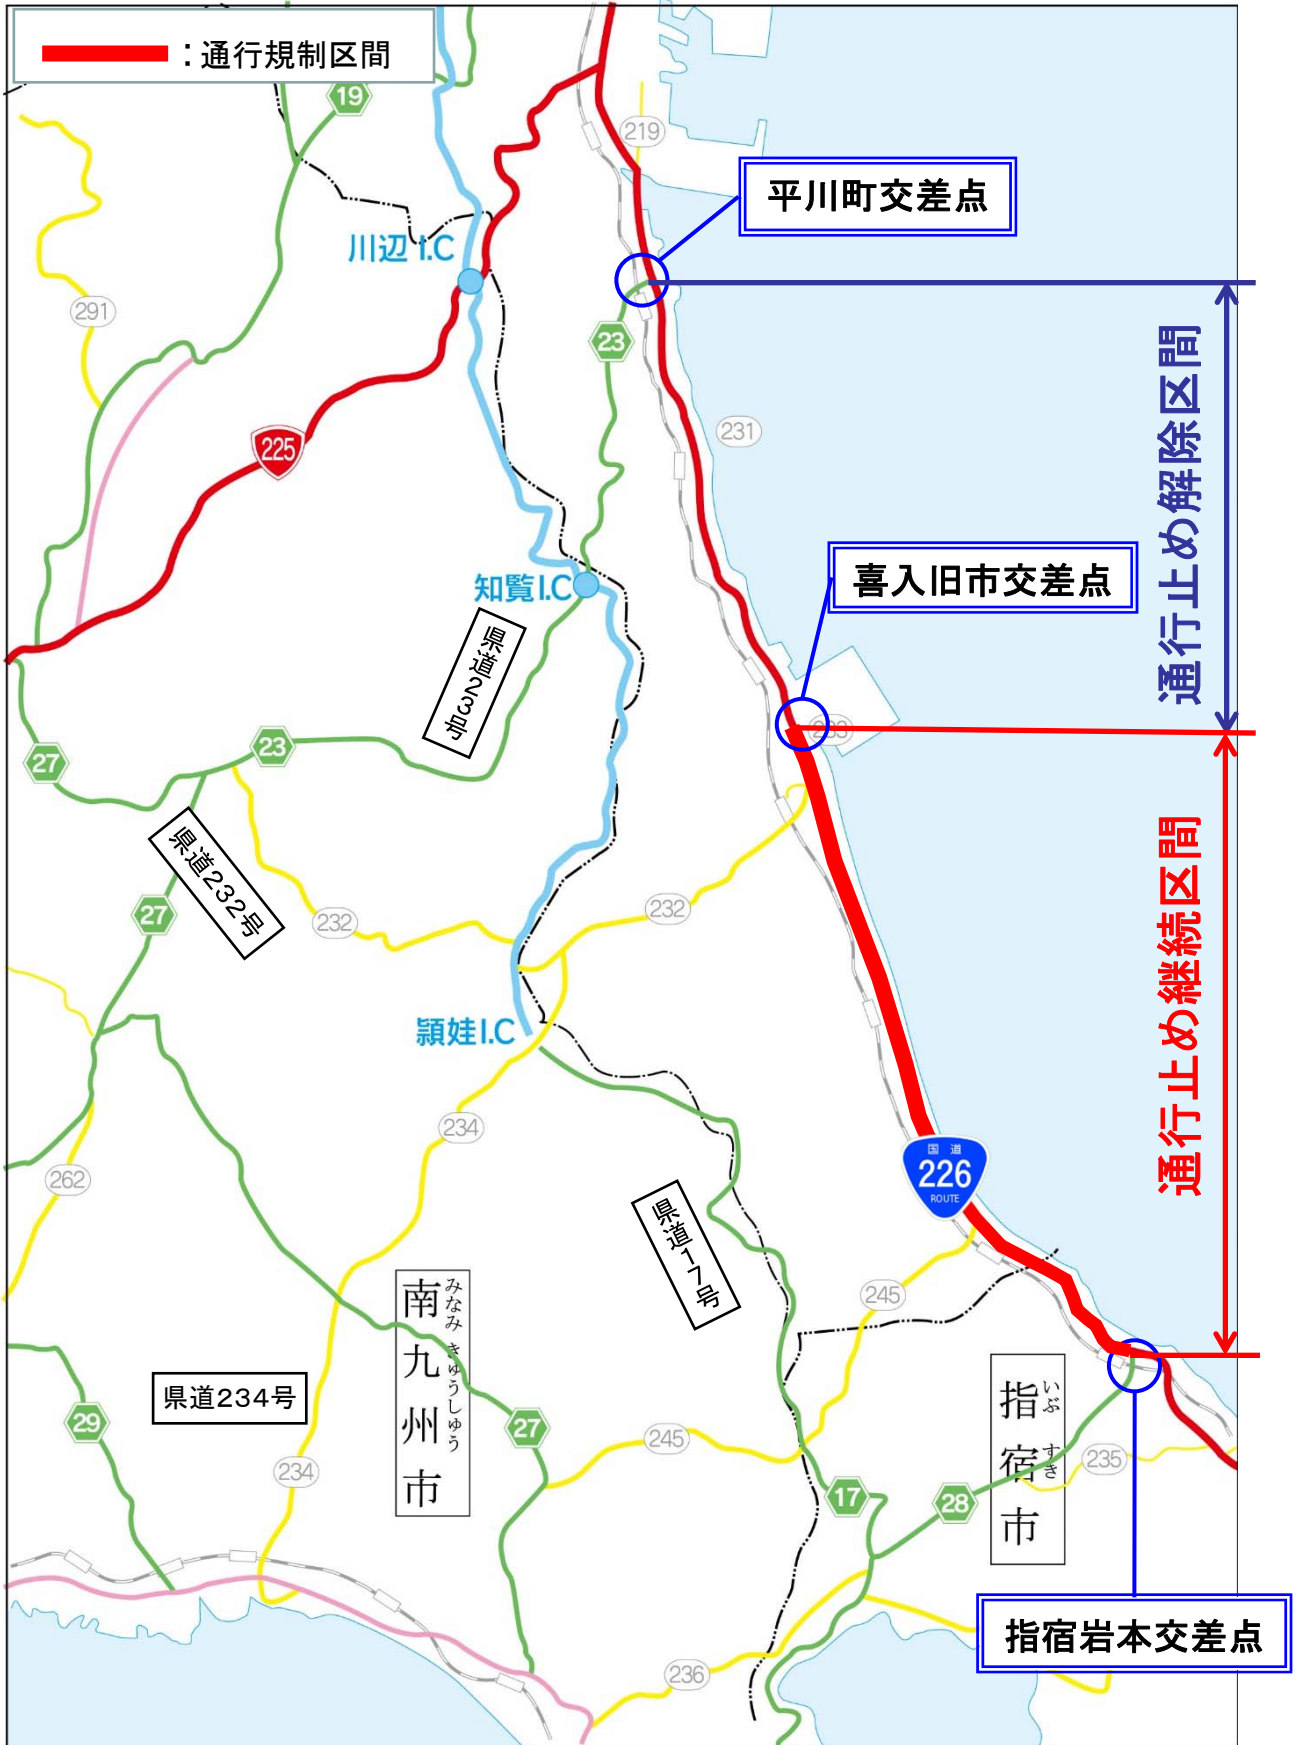 ：通行規制区間
19
219
平川町交差点
川辺 I.C
291
23
通行止め解除区間
231
225
喜入旧市交差点
知覧I.C
県道23号
233
23
27
県道232号
通行止め継続区間
27
232
232
頴娃I.C
234
国道
226
ROUTE
262
県道17号
245
南九州市
みなみきゅうしゅう
県道234号
指宿市
いぶすき
29
27
245
235
234
17
28
指宿岩本交差点
236